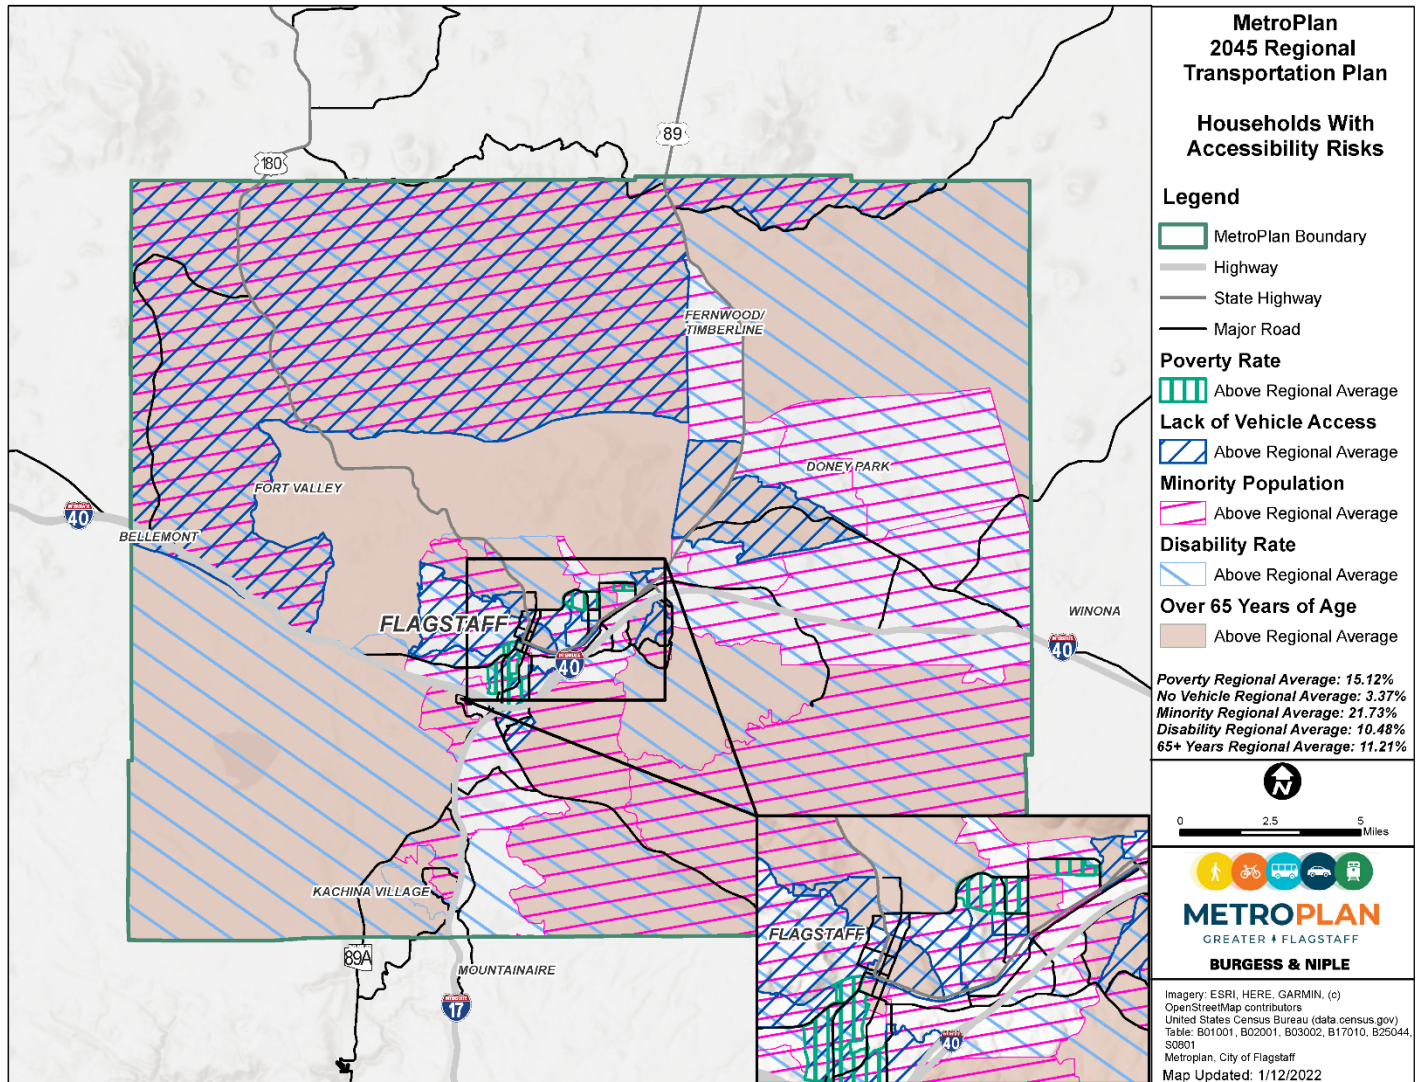 MetroPlan
2045 Regional
Transportation Plan
Households With
Accessibility Risks
Legend
MetroPlan Boundary
Highway
State Highway
Major Road
Poverty Rate
Above Regional Average
Lack of Vehicle Access
Above Regional Average
Minority Population
Above Regional Average
Disability Rate
Above Regional Average
Over 65 Years of Age
Above Regional Average
Poverty Regional Average: 15.12%
No Vehicle Regional Average: 3.37%
Minority Regional Average: 21.73%
Disability Regional Average: 10.48%
65+ Years Regional Average: 11.21%
N
0 2.5 5
Miles
METROPLAN
GREATER FLAGSTAFF
BURGESS & NIPLE
Imagery: ESRI, HERE, GARMIN, (c)
OpenStreetMap contributors
United States Census Bureau (data.census.gov)
Table: B01001, B02001, B03002, B17010, B25044,
S0801
Metroplan, City of Flagstaff
Map Updated: 1/12/2022
89
180
FERNWOOD/
TIMBERLINE
DONEY PARK
FORT VALLEY
40
BELLEMONT
WINONA
FLAGSTAFF
40
40
KACHINA VILLAGE
89A
MOUNTAINAIRE
INTERSTATE
17
FLAGSTAFF
40